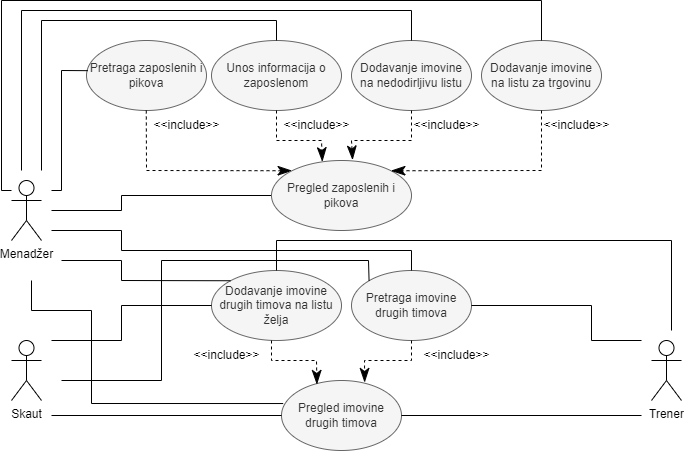 Pretraga zaposlenih i
pikova
Unos informacija o
zaposlenom
Dodavanje imovine
na nedodirljivu listu
Dodavanje imovine
na listu za trgovinu
<<include>>
<<include>>
<<include>>
<<include>>
Pregled zaposlenih i
pikova
Menadžer
Dodavanje imovine
drugih timova na listu
želja
Pretraga imovine
drugih timova
<<include>>
<<include>>
Skaut
Pregled imovine
drugih timova
Trener